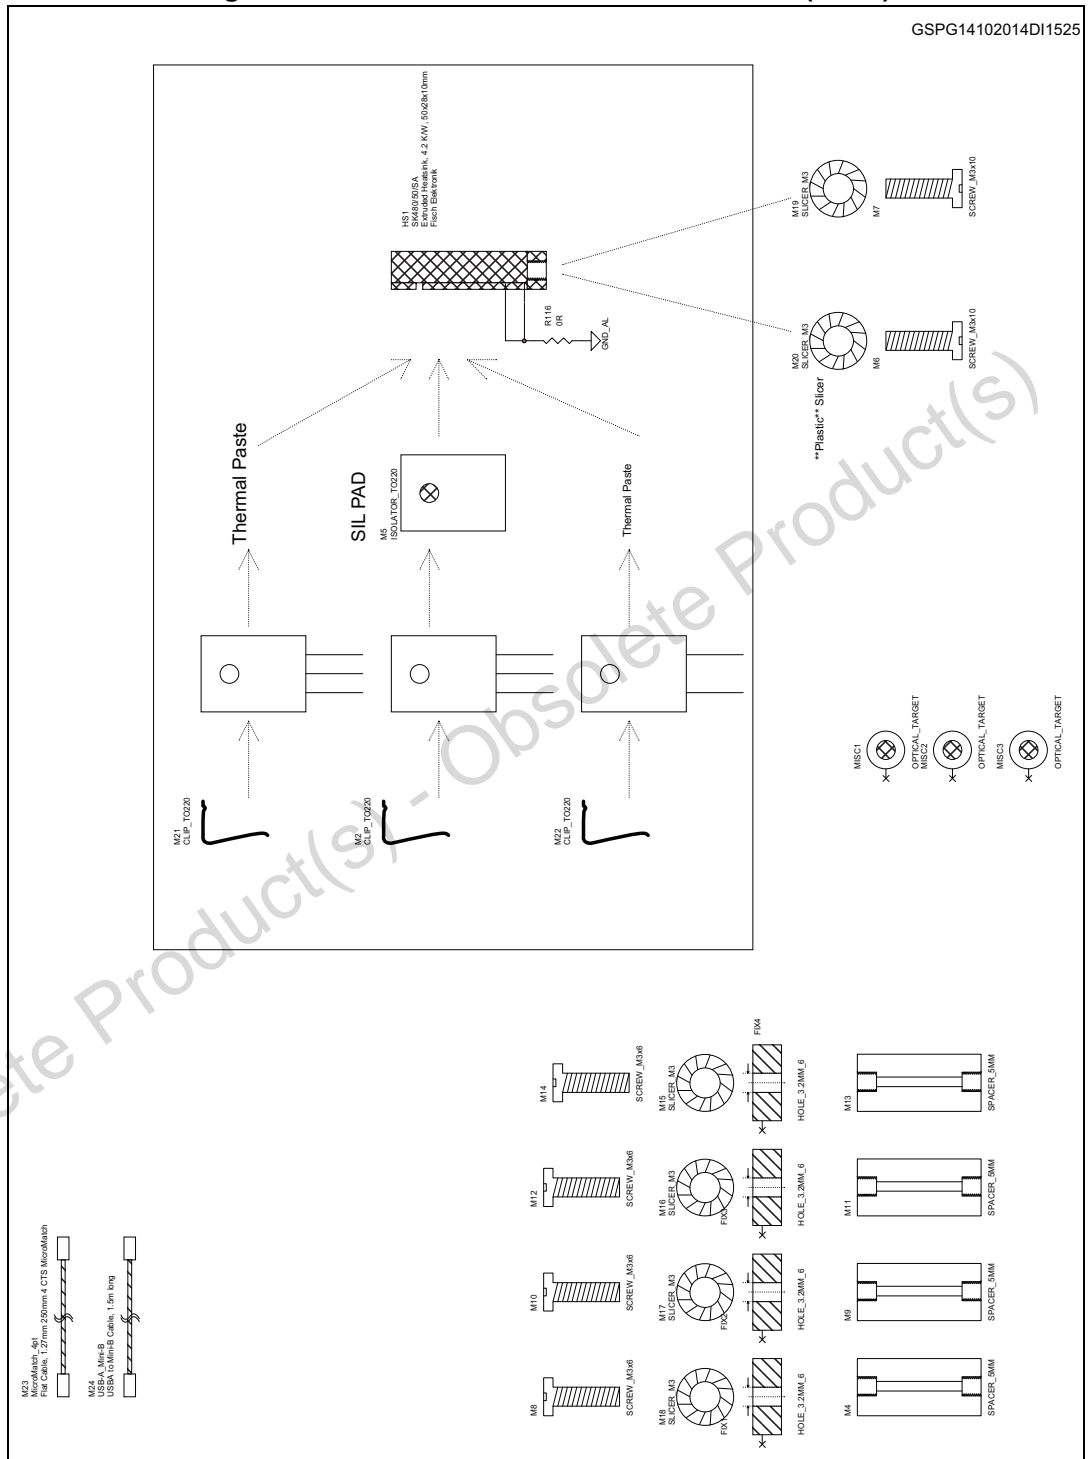 GSPG14102014DI1525
HS1
SK480/50/SA
Extruded Heatsink, 4.2 K/W, 50x28x10mm
Fisch Elektronik
R116
0R
GND_AL
M19
SLICER_M3
M7
SCREW_M3x10
M20
SLICER_M3
M6
SCREW_M3x10
**Plastic** Slicer
Thermal Paste
SIL PAD
M5
ISOLATOR_TO220
Thermal Paste
M21
CLIP_TO220
M2
CLIP_TO220
M22
CLIP_TO220
MISC1
OPTICAL_TARGET
MISC2
OPTICAL_TARGET
MISC3
OPTICAL_TARGET
M14
SCREW_M3x6
M15
SLICER_M3
FIX4
HOLE_3.2MM_6
M13
SPACER_5MM
M12
SCREW_M3x6
M16
SLICER_M3
FIX3
HOLE_3.2MM_6
M11
SPACER_5MM
M10
SCREW_M3x6
M17
SLICER_M3
FIX2
HOLE_3.2MM_6
M9
SPACER_5MM
M8
SCREW_M3x6
M18
SLICER_M3
FIX1
HOLE_3.2MM_6
M4
SPACER_5MM
M23
MicroMatch_4pt
Flat Cable, 1.27mm 250mm 4 CTS MicroMatch
M24
USB-A_Mini-B
USBA to Mini-B Cable, 1.5m long
ete Product(s) - Obsolete Product(s)